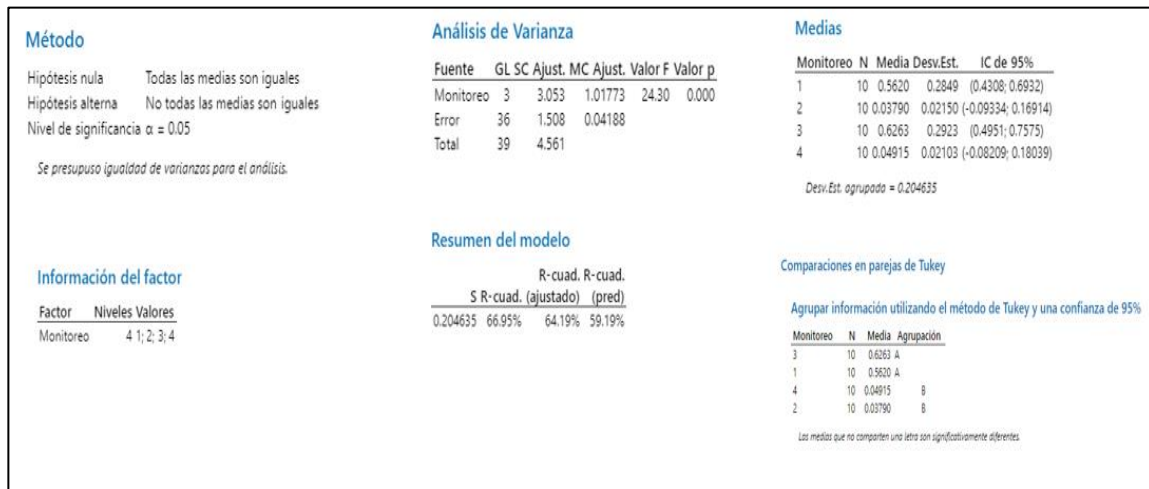 Método
Hipótesis nula Todas las medias son iguales
Hipótesis alterna No todas las medias son iguales
Nivel de significancia α = 0.05
Se presupuso igualdad de varianzas para el análisis.
Información del factor
Factor Niveles Valores
Monitoreo 4 1; 2; 3; 4
Análisis de Varianza
Fuente GL SC Ajust. MC Ajust. Valor F Valor p
Monitoreo 3 3.053 1.01773 24.30 0.000
Error 36 1.508 0.04188
Total 39 4.561
Resumen del modelo
R-cuad. R-cuad.
S R-cuad. (ajustado) (pred)
0.204635 66.95% 64.19% 59.19%
Medias
Monitoreo N Media Desv.Est. IC de 95%
1 10 0.5620 0.2849 (0.4308; 0.6932)
2 10 0.03790 0.02150 (-0.09334; 0.16914)
3 10 0.6263 0.2923 (0.4951; 0.7575)
4 10 0.04915 0.02103 (-0.08209; 0.18039)
Desv.Est. agrupada = 0.204635
Comparaciones en parejas de Tukey
Agrupar información utilizando el método de Tukey y una confianza de 95%
Monitoreo N Media Agrupación
3 10 0.6263 A
1 10 0.5620 A
4 10 0.04915 B
2 10 0.03790 B
Las medias que no comparten una letra son significativamente diferentes.